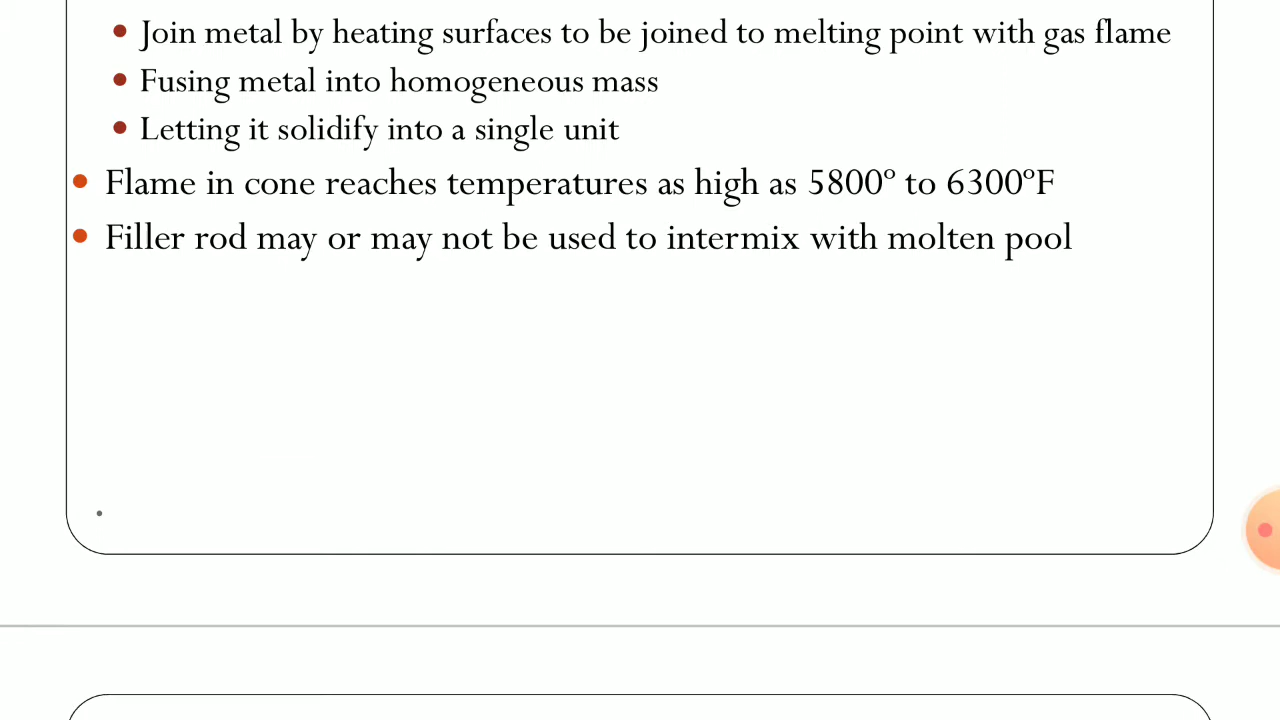 • Join metal by heating surfaces to be joined to melting point with gas flame
• Fusing metal into homogeneous mass
• Letting it solidify into a single unit
• Flame in cone reaches temperatures as high as 5800º to 6300ºF
• Filler rod may or may not be used to intermix with molten pool